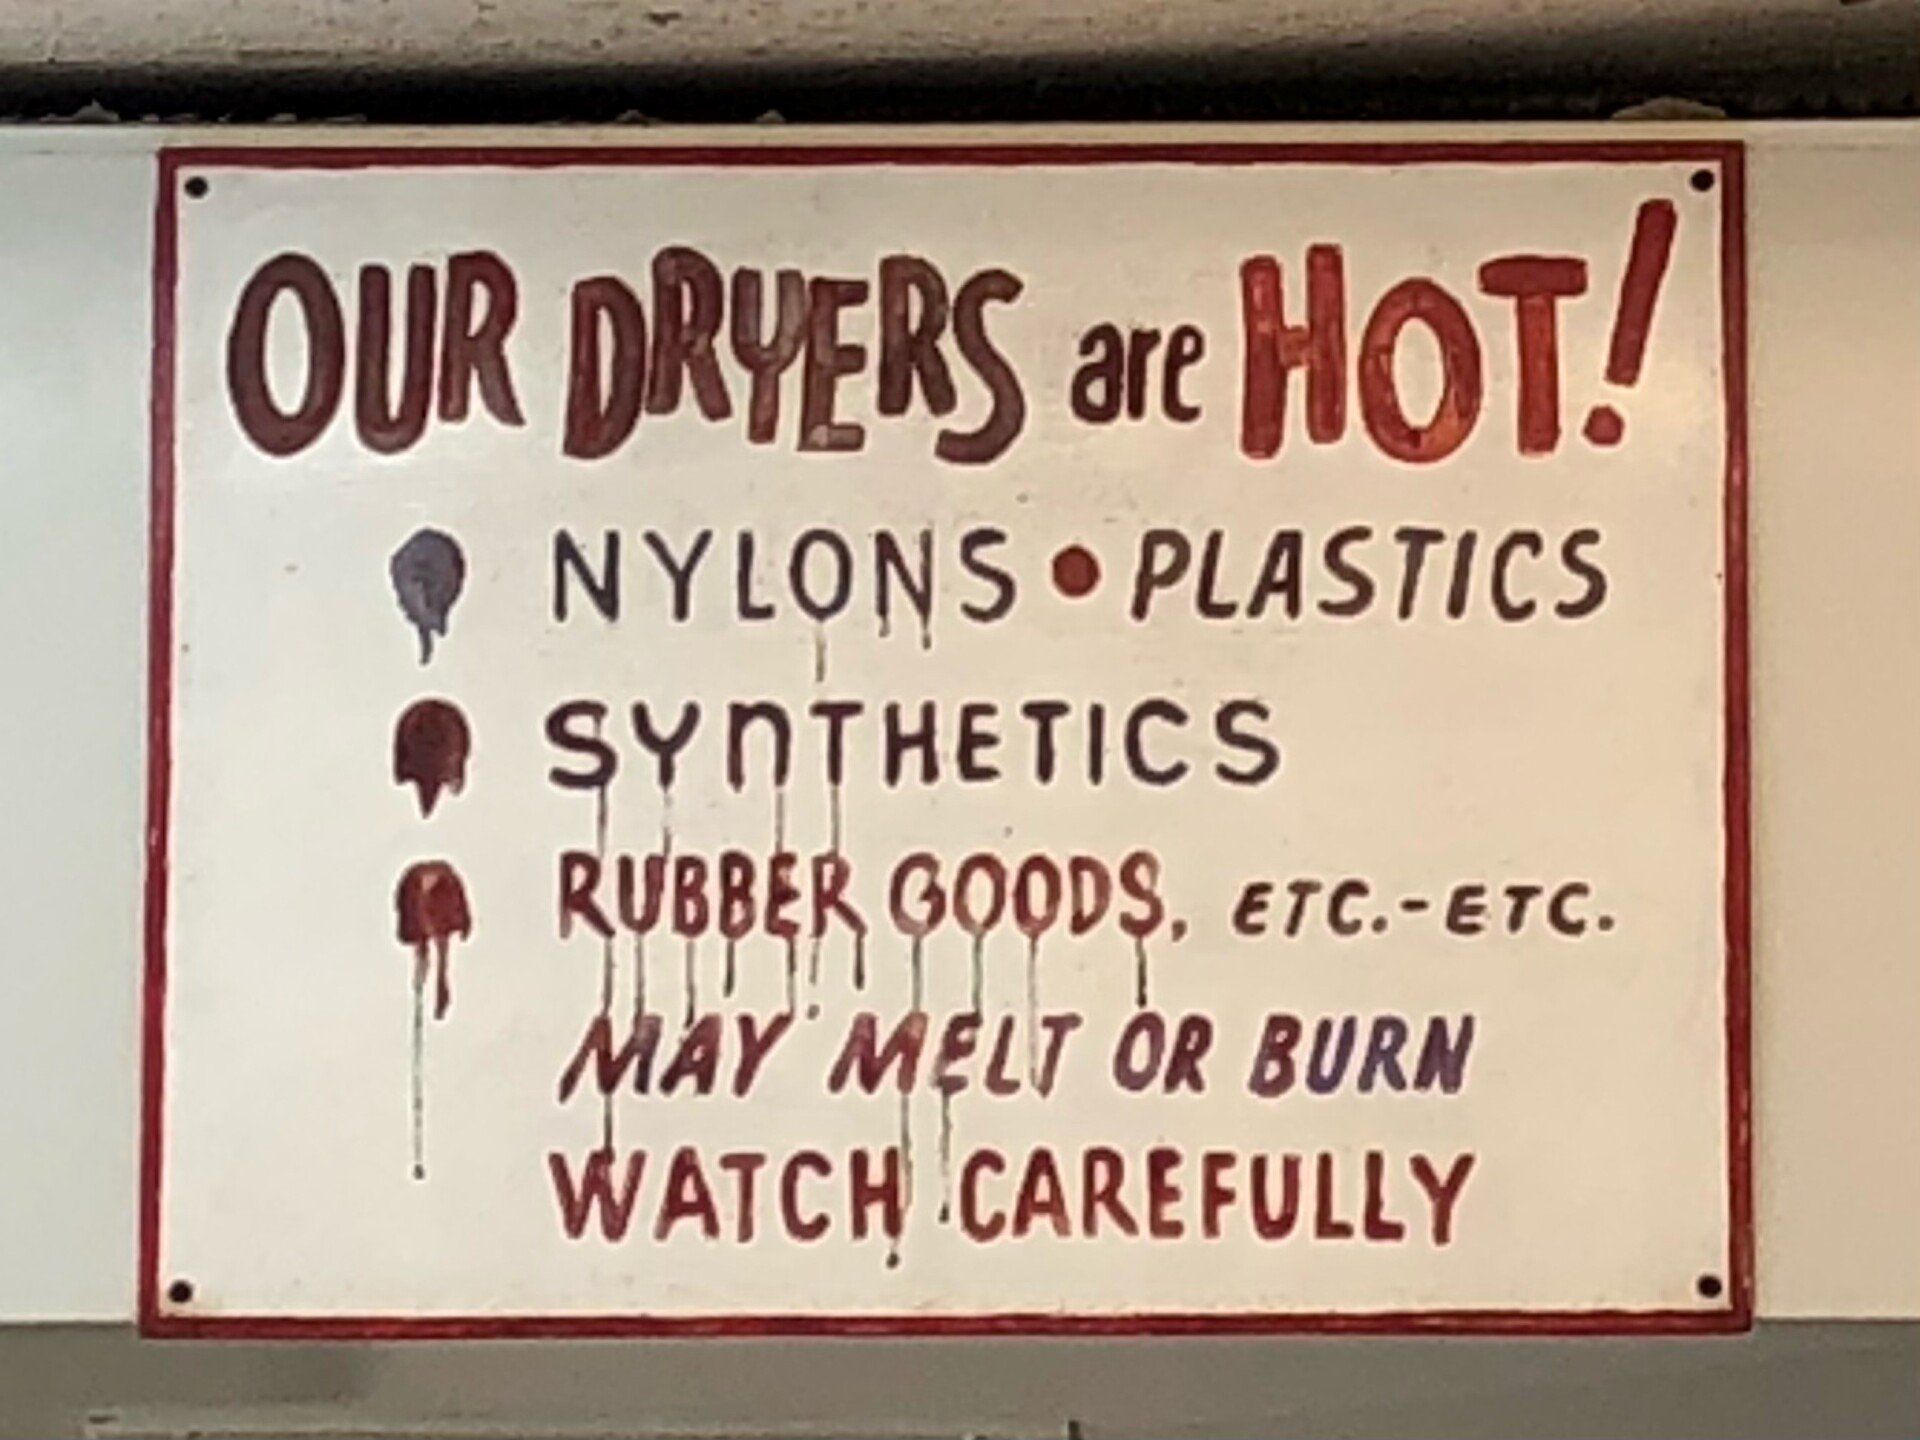 OUR DRYERS are HOT!
NYLONS • PLASTICS
SYnTHETICS
RUBBER GOODS, ETC.-ETC.
MAY MELT OR BURN
WATCH CAREFULLY